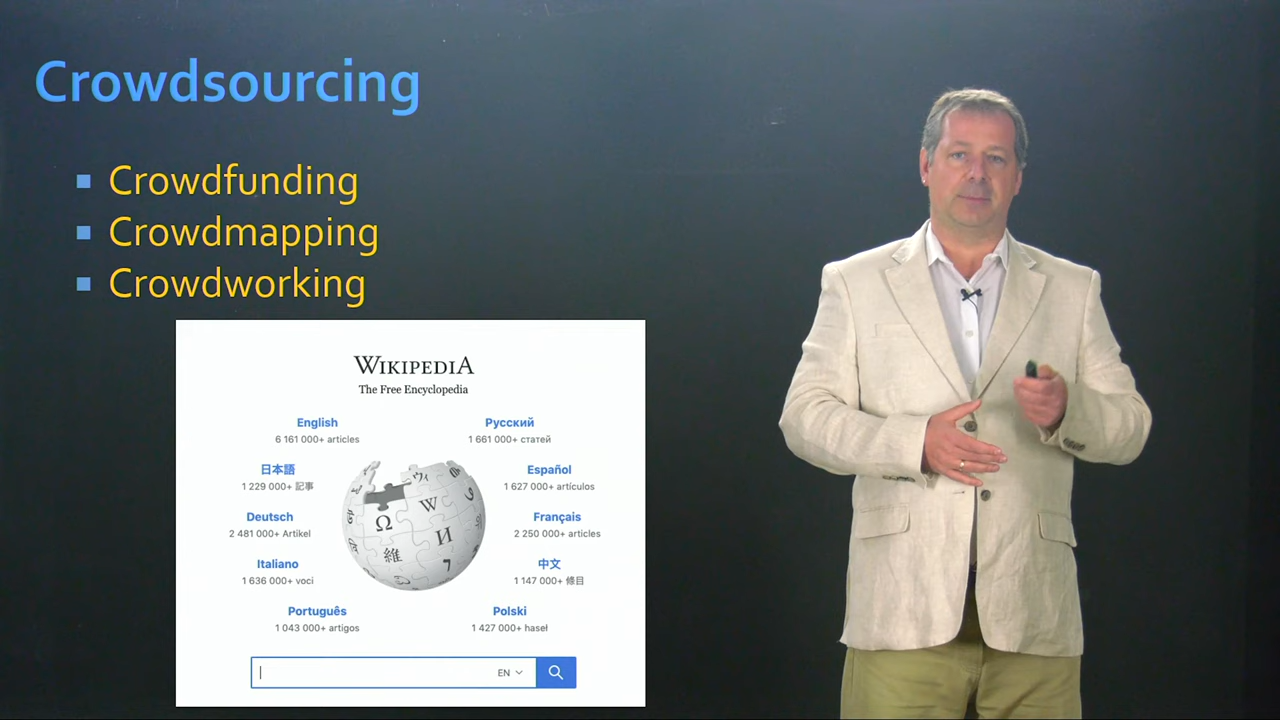 Crowdsourcing
Crowdfunding
Crowdmapping
Crowdworking
WIKIPEDIA
The Free Encyclopedia
English
6 161 000+ articles
Русский
1 661 000+ статей
日本語
1 229 000+ 記事
Español
1 627 000+ artículos
Deutsch
2 481 000+ Artikel
Français
2 250 000+ articles
Italiano
1 636 000+ voci
中文
1 147 000+ 條目
Português
1 043 000+ artigos
Polski
1 427 000+ haseł
EN
Ω
W
И
維